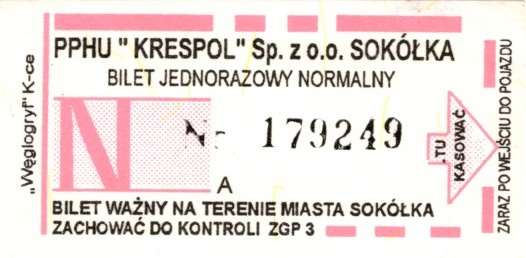 PPHU " KRESPOL" Sp. z o.o. SOKÓŁKA
BILET JEDNORAZOWY NORMALNY
N
Nr 179249
A
BILET WAŻNY NA TERENIE MIASTA SOKÓŁKA
ZACHOWAĆ DO KONTROLI ZGP 3
„Węglogryf" K-ce
.TU
KASOWAĆ
ZARAZ PO WEJŚCIU DO POJAZDU